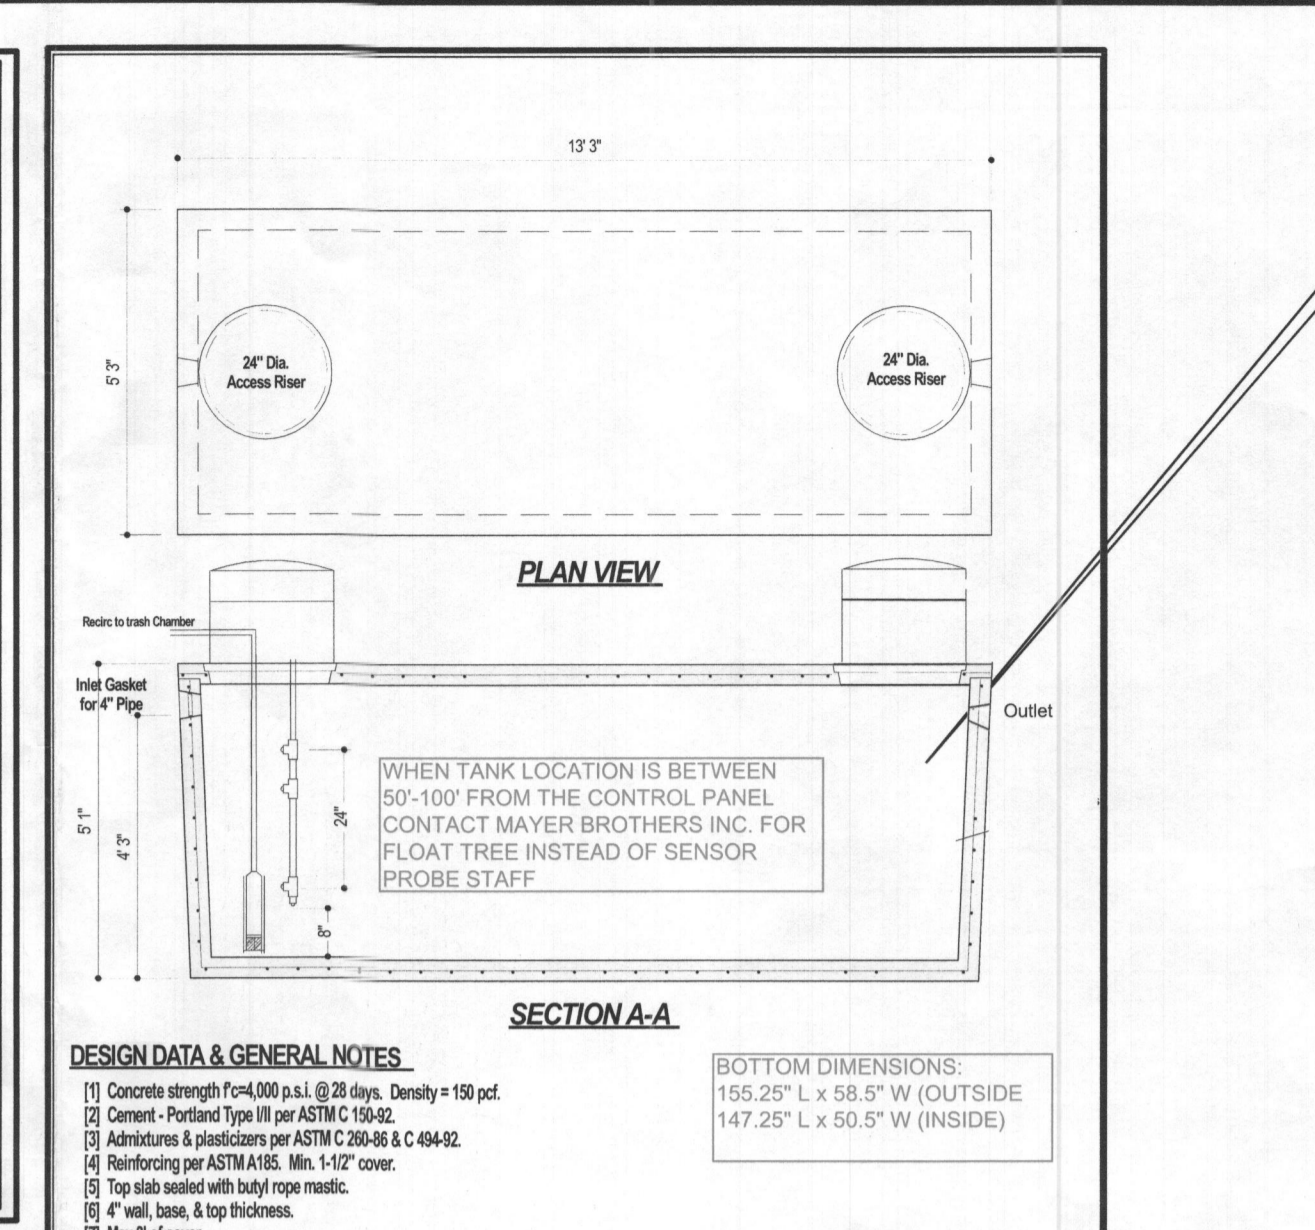 13' 3"
5' 3"
24" Dia.
Access Riser
24" Dia.
Access Riser
PLAN VIEW
Recirc to trash Chamber
Inlet Gasket
for 4" Pipe
Outlet
5' 1"
4' 3"
24"
8"
WHEN TANK LOCATION IS BETWEEN
50'-100' FROM THE CONTROL PANEL
CONTACT MAYER BROTHERS INC. FOR
FLOAT TREE INSTEAD OF SENSOR
PROBE STAFF
SECTION A-A
DESIGN DATA & GENERAL NOTES
[1] Concrete strength f'c=4,000 p.s.i. @ 28 days. Density = 150 pcf.
[2] Cement - Portland Type I/II per ASTM C 150-92.
[3] Admixtures & plasticizers per ASTM C 260-86 & C 494-92.
[4] Reinforcing per ASTM A185. Min. 1-1/2" cover.
[5] Top slab sealed with butyl rope mastic.
[6] 4" wall, base, & top thickness.
BOTTOM DIMENSIONS:
155.25" L x 58.5" W (OUTSIDE
147.25" L x 50.5" W (INSIDE)